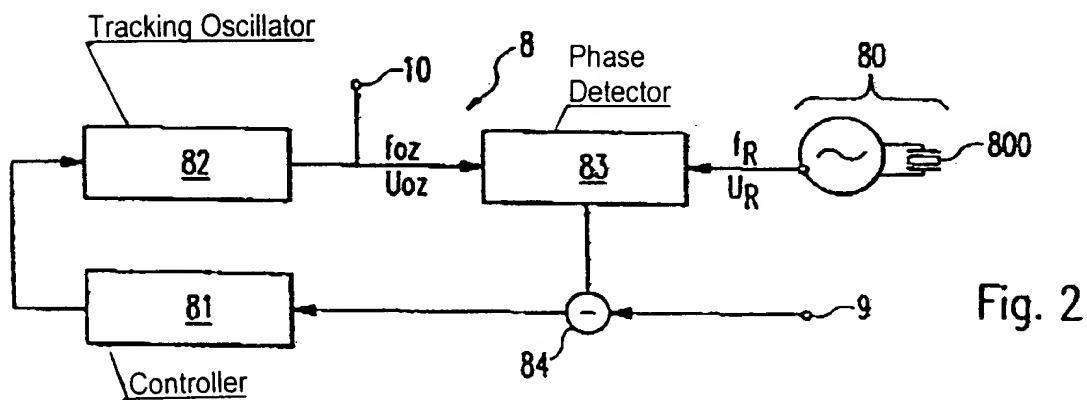 Tracking Oscillator
10
8
Phase
Detector
80
82
foz
Uoz
83
fR
UR
800
81
84
9
Fig. 2
Controller